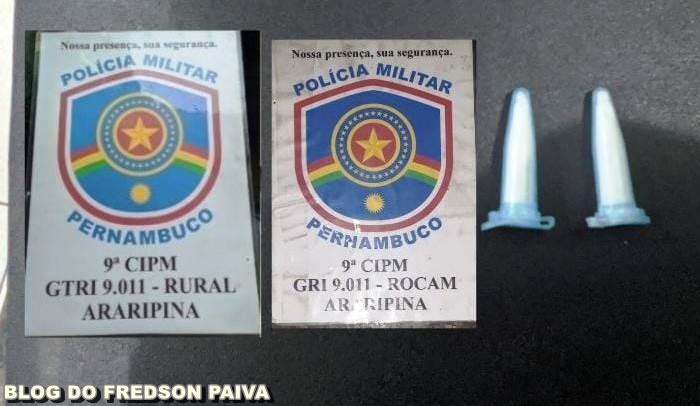 Nossa presença, sua segurança.
POLÍCIA MILITAR
PERNAMBUCO
9ª CIPM
GTRI 9.011 - RURAL
ARARIPINA
Nossa presença, sua segurança.
POLÍCIA MILITAR
PERNAMBUCO
9ª CIPM
GRI 9.011 - ROCAM
ARARIPINA
BLOG DO FREDSON PAIVA